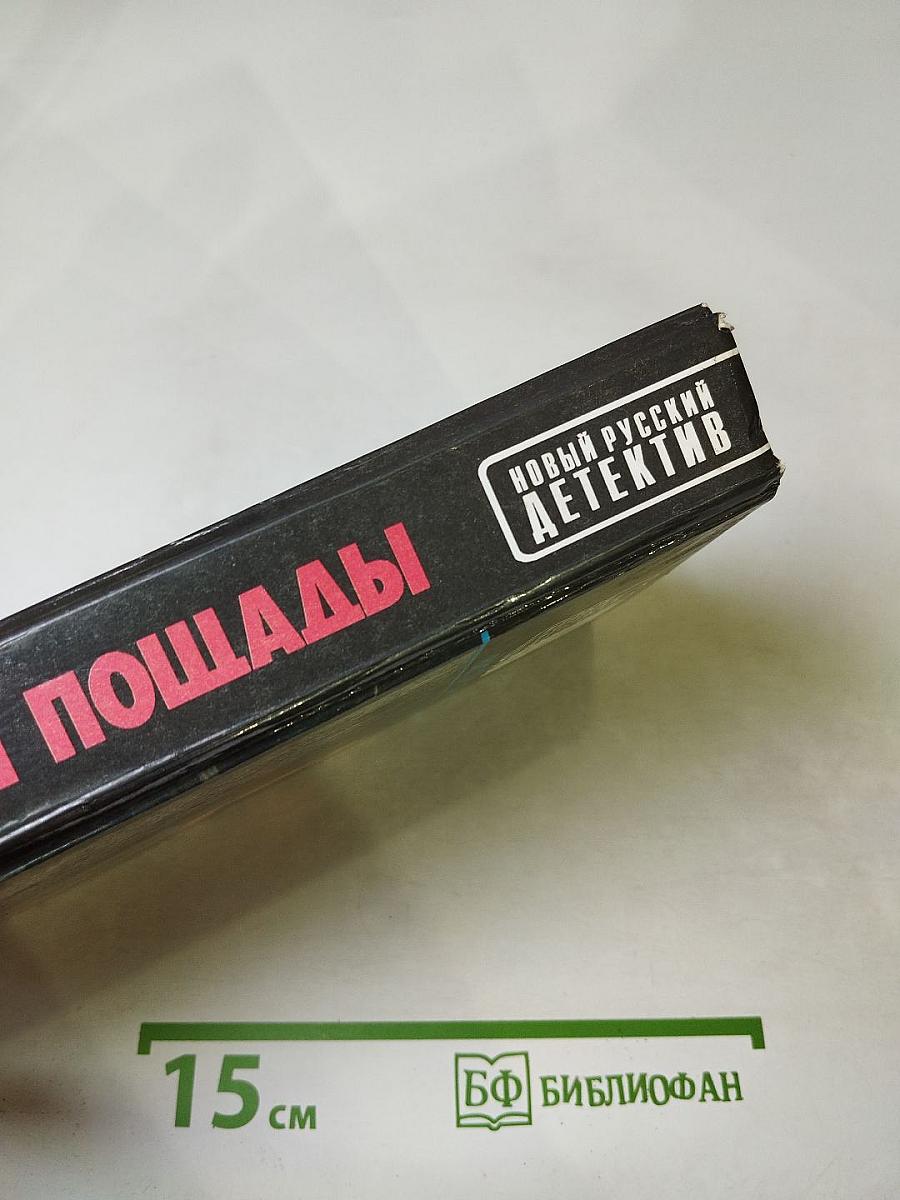 НОВЫЙ РУССКИЙ
ДЕТЕКТИВ
ПОЩАДЫ
15 см
БФ БИБЛИОФАН